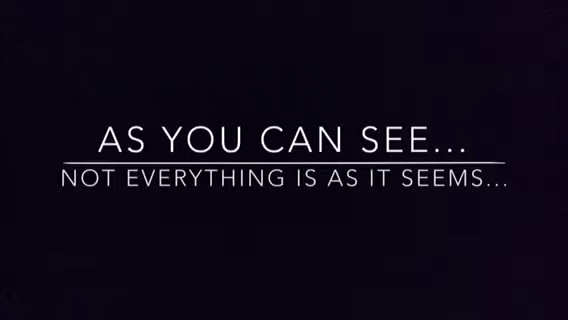 AS YOU CAN SEE...
NOT EVERYTHING IS AS IT SEEMS...